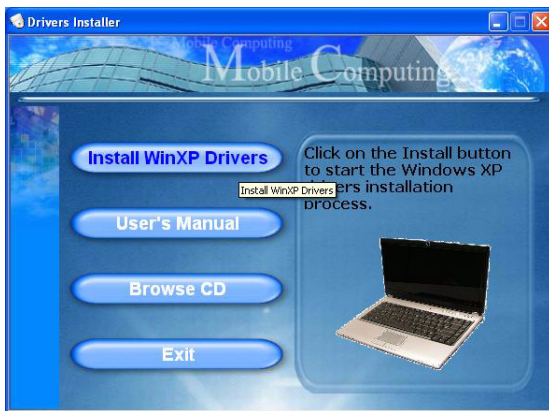 Drivers Installer
Mobile Computing
Mobile Computing
Install WinXP Drivers
Click on the Install button
to start the Windows XP
drivers installation
process.
Install WinXP Drivers
User's Manual
Browse CD
Exit